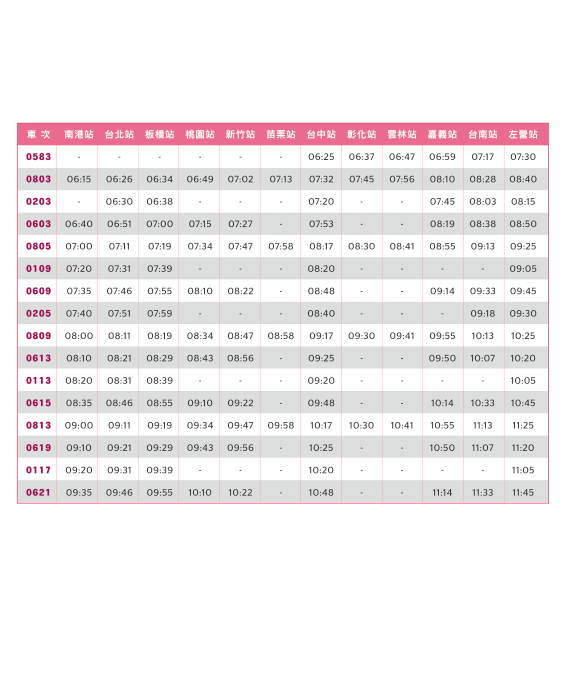 車 次 南港站 台北站 板橋站 桃園站 新竹站 苗栗站 台中站 彰化站 雲林站 嘉義站 台南站 左營站
0583 - - - - - - 06:25 06:37 06:47 06:59 07:17 07:30
0803 06:15 06:26 06:34 06:49 07:02 07:13 07:32 07:45 07:56 08:10 08:28 08:40
0203 - 06:30 06:38 - - - 07:20 - - 07:45 08:03 08:15
0603 06:40 06:51 07:00 07:15 07:27 - 07:53 - - 08:19 08:38 08:50
0805 07:00 07:11 07:19 07:34 07:47 07:58 08:17 08:30 08:41 08:55 09:13 09:25
0109 07:20 07:31 07:39 - - - 08:20 - - - - 09:05
0609 07:35 07:46 07:55 08:10 08:22 - 08:48 - - 09:14 09:33 09:45
0205 07:40 07:51 07:59 - - - 08:40 - - - 09:18 09:30
0809 08:00 08:11 08:19 08:34 08:47 08:58 09:17 09:30 09:41 09:55 10:13 10:25
0613 08:10 08:21 08:29 08:43 08:56 - 09:25 - - 09:50 10:07 10:20
0113 08:20 08:31 08:39 - - - 09:20 - - - - 10:05
0615 08:35 08:46 08:55 09:10 09:22 - 09:48 - - 10:14 10:33 10:45
0813 09:00 09:11 09:19 09:34 09:47 09:58 10:17 10:30 10:41 10:55 11:13 11:25
0619 09:10 09:21 09:29 09:43 09:56 - 10:25 - - 10:50 11:07 11:20
0117 09:20 09:31 09:39 - - - 10:20 - - - - 11:05
0621 09:35 09:46 09:55 10:10 10:22 - 10:48 - - 11:14 11:33 11:45